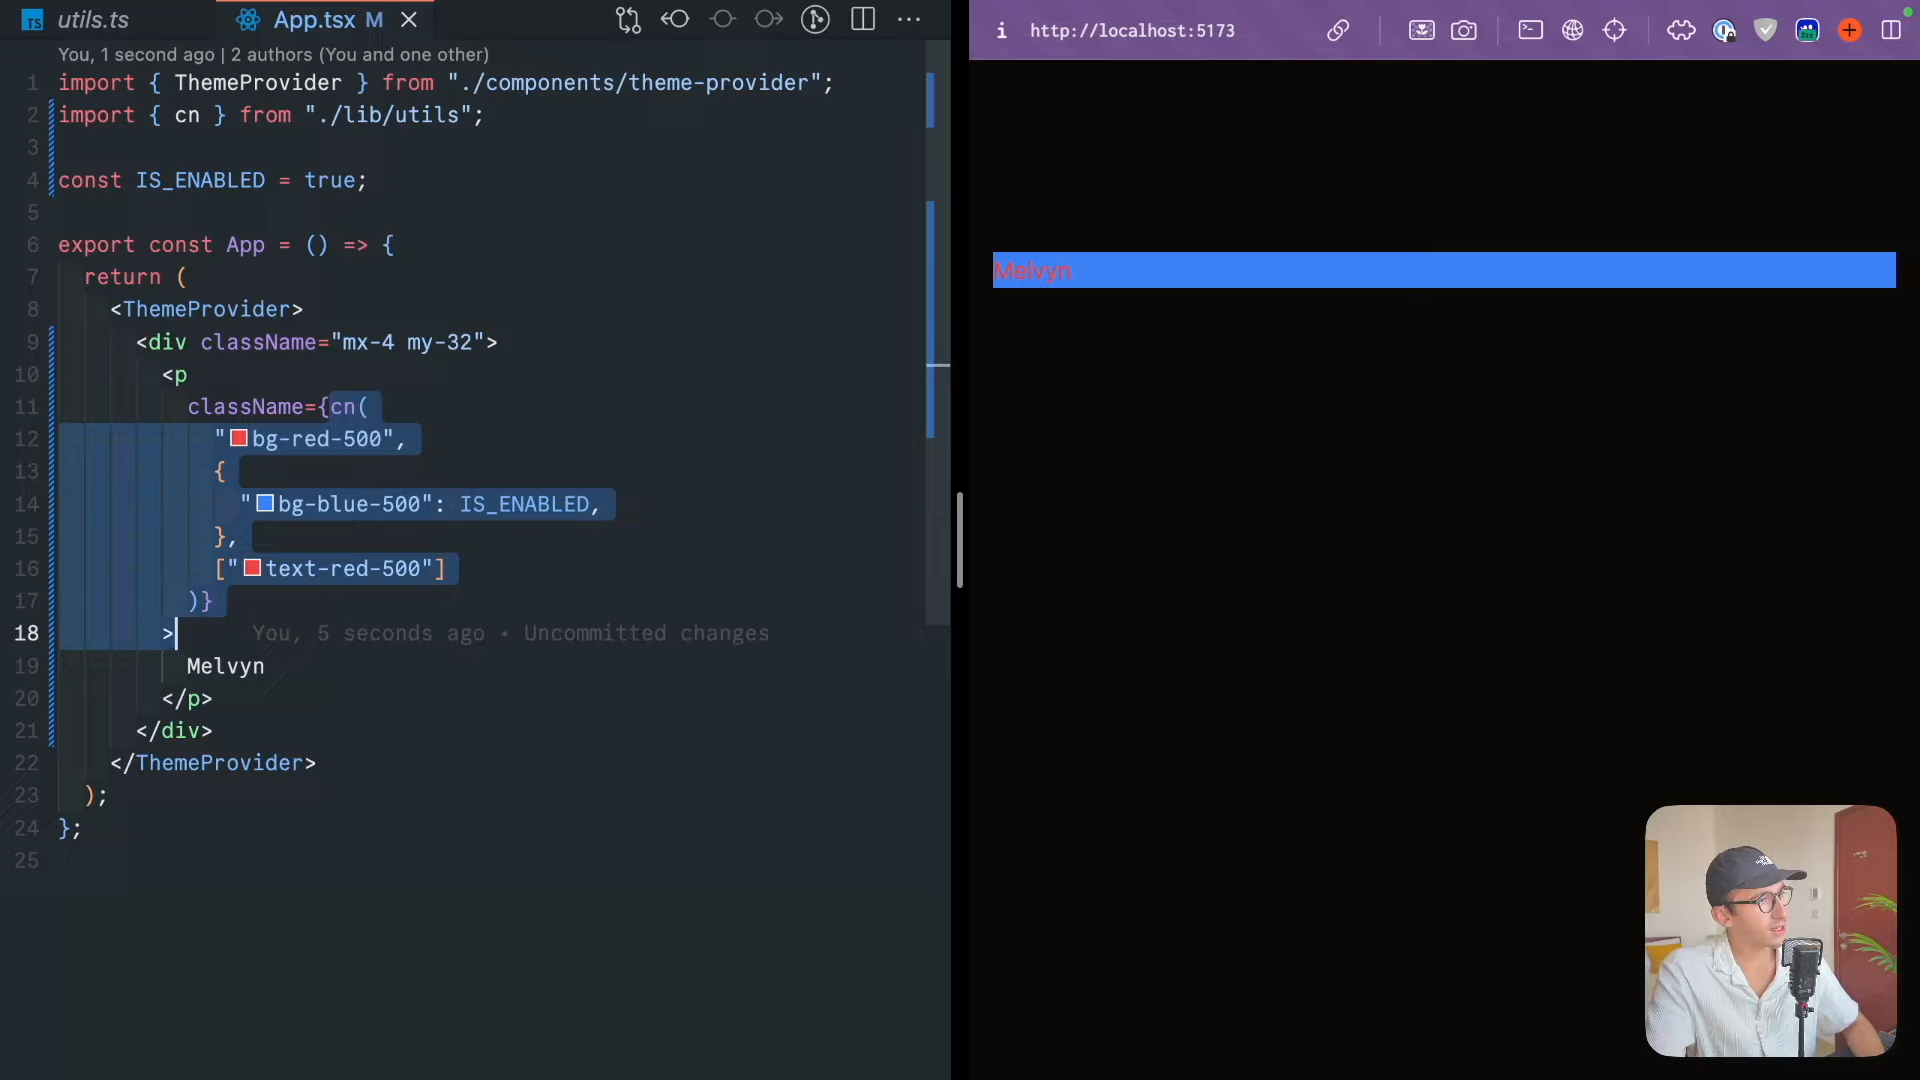 utils.ts
App.tsx M
You, 1 second ago | 2 authors (You and one other)
1 import { ThemeProvider } from "./components/theme-provider";
2 import { cn } from "./lib/utils";
3
4 const IS_ENABLED = true;
5
6 export const App = () => {
7 return (
8 <ThemeProvider>
9 <div className="mx-4 my-32">
10 <p
11 className={cn(
12 "bg-red-500",
13 {
14 "bg-blue-500": IS_ENABLED,
15 },
16 ["text-red-500"]
17 )}
18 > You, 5 seconds ago • Uncommitted changes
19 Melvyn
20 </p>
21 </div>
22 </ThemeProvider>
23 );
24 };
25
http://localhost:5173
Melvyn